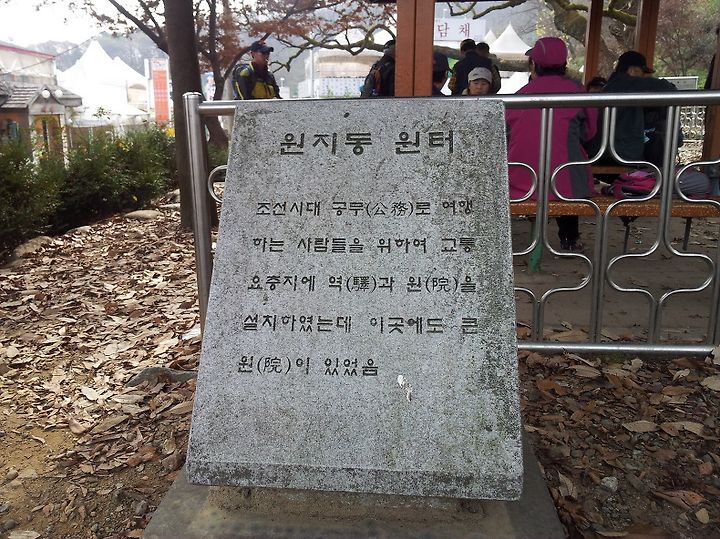 담채
원지동 원터
조선시대 공무(公務)로 여행
하는 사람들을 위하여 교통
요충지에 역(驛)과 원(院)을
설치하였는데 이곳에도 큰
원(院)이 있었음